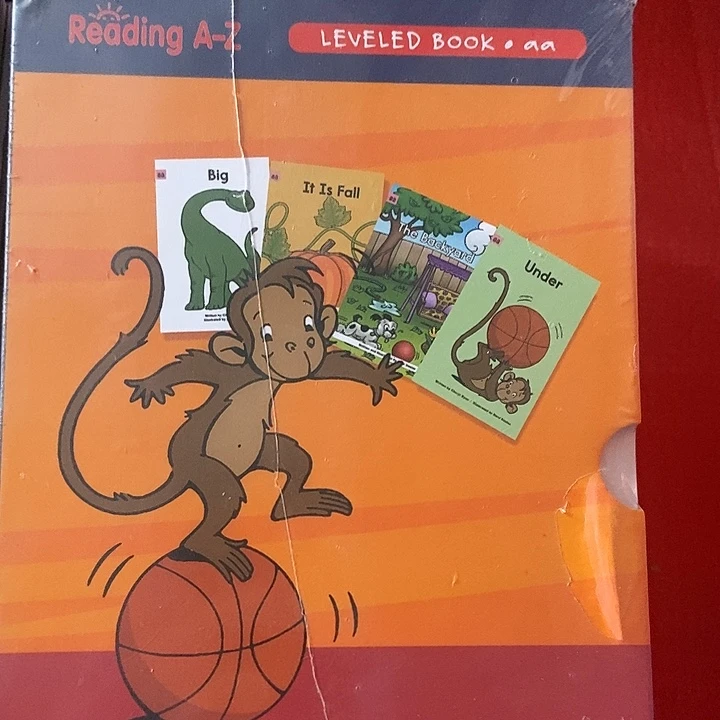 Reading A-Z
LEVELED BOOK • aa
Big
It Is Fall
The Backyard
Under